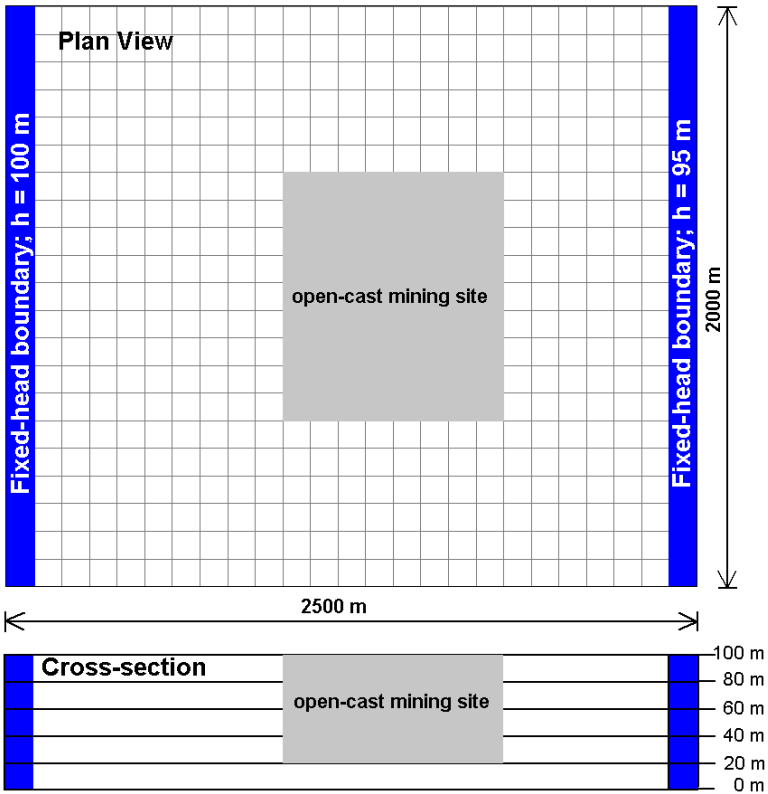 Plan View
Fixed-head boundary; h = 100 m
open-cast mining site
Fixed-head boundary; h = 95 m
2000 m
2500 m
Cross-section
open-cast mining site
100 m
80 m
60 m
40 m
20 m
0 m